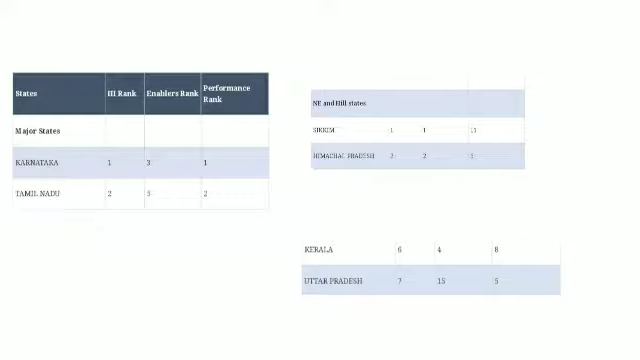 States III Rank Enablers Rank Performance Rank
Major States
KARNATAKA 1 3 1
TAMIL NADU 2 5 2
NE and Hill states
SIKKIM 1 1
HIMACHAL PRADESH 2 2
KERALA 6 4 8
UTTAR PRADESH 7 15 5